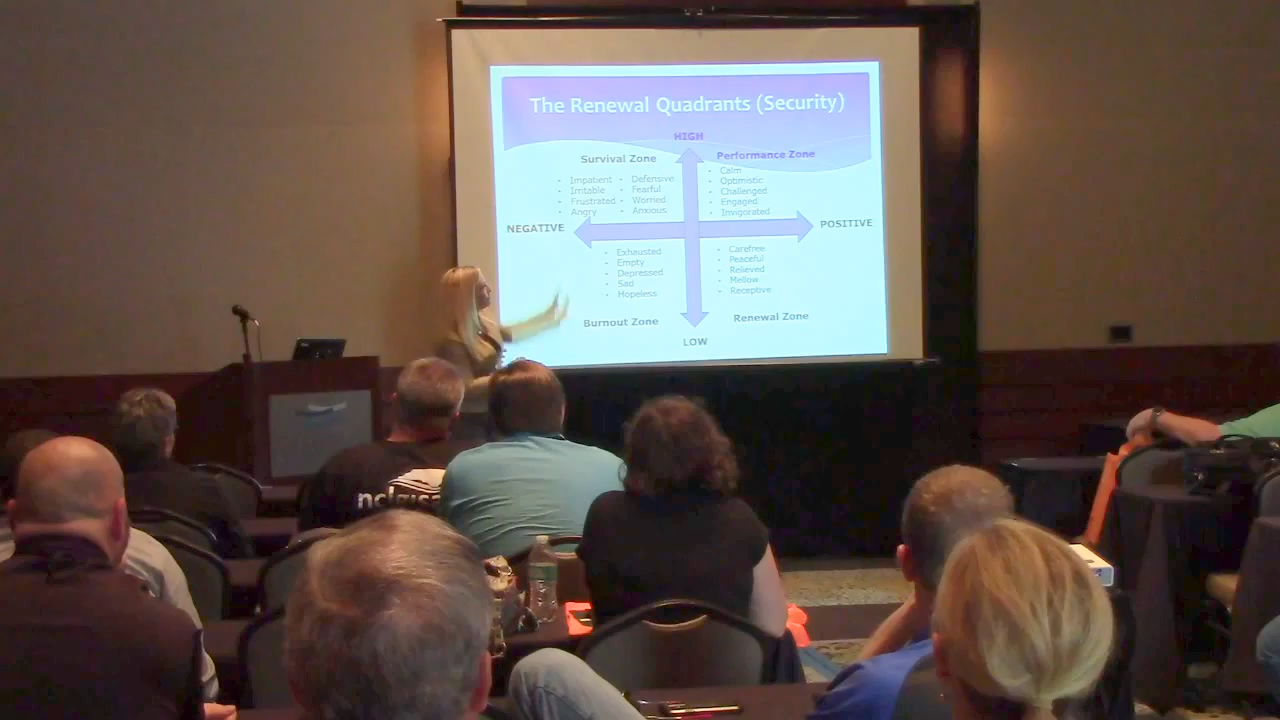 The Renewal Quadrants (Security)
HIGH
Survival Zone
• Impatient
• Irritable
• Frustrated
• Angry
• Defensive
• Fearful
• Worried
• Anxious
Performance Zone
• Calm
• Optimistic
• Challenged
• Engaged
• Invigorated
NEGATIVE
POSITIVE
• Exhausted
• Empty
• Depressed
• Sad
• Hopeless
Burnout Zone
• Carefree
• Peaceful
• Relieved
• Mellow
• Receptive
Renewal Zone
LOW